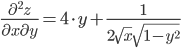 ∂²z/∂x∂y = 4·y + 1/(2√x√(1−y²))